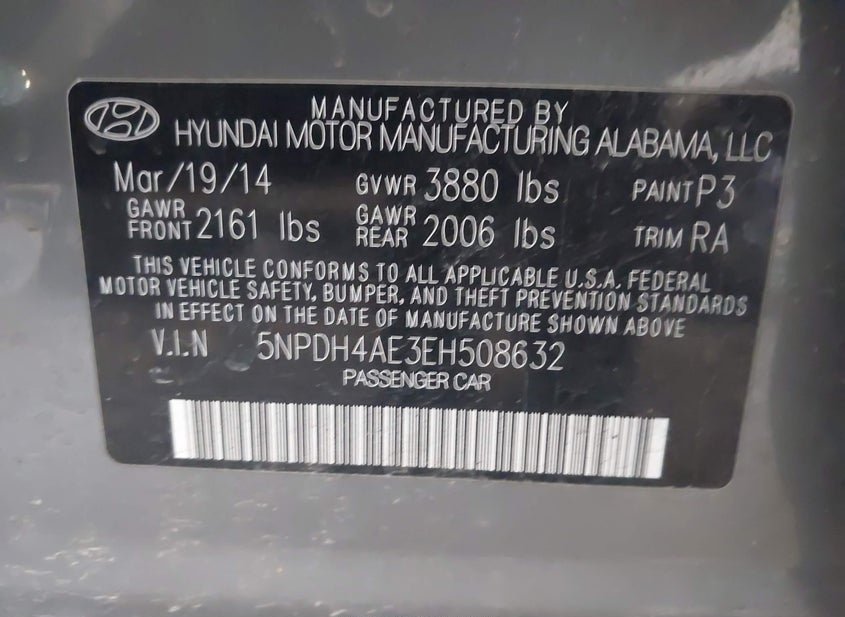 MANUFACTURED BY
HYUNDAI MOTOR MANUFACTURING ALABAMA, LLC
Mar/19/14 GVWR 3880 lbs PAINT P3
GAWR FRONT 2161 lbs GAWR REAR 2006 lbs TRIM RA
THIS VEHICLE CONFORMS TO ALL APPLICABLE U.S.A. FEDERAL
MOTOR VEHICLE SAFETY, BUMPER, AND THEFT PREVENTION STANDARDS
IN EFFECT ON THE DATE OF MANUFACTURE SHOWN ABOVE
V.I.N 5NPDH4AE3EH508632
PASSENGER CAR